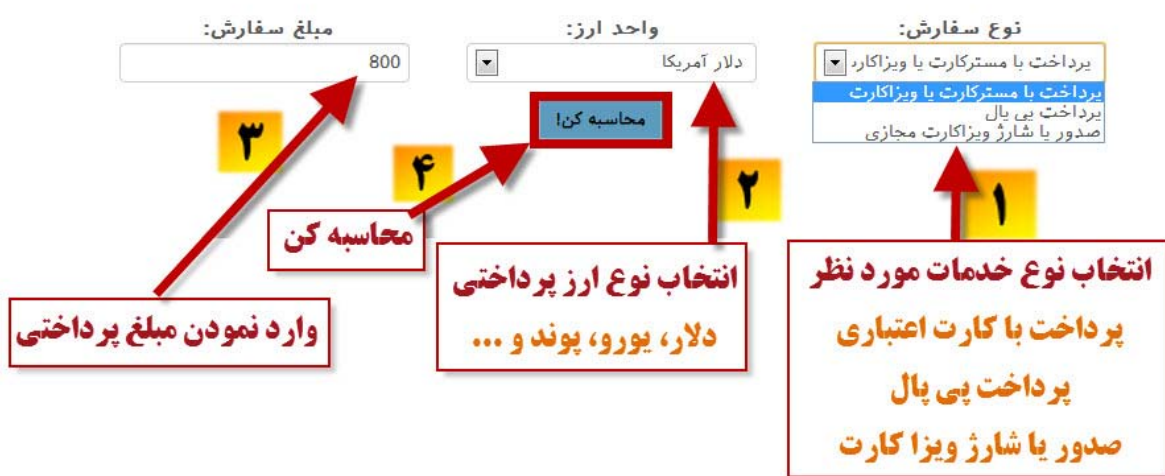 نوع سفارش:
واحد ارز:
مبلغ سفارش:
پرداخت با مسترکارت یا ویزاکارد
دلار آمریکا
800
پرداخت با مسترکارت یا ویزاکارت
پرداخت پی پال
صدور یا شارژ ویزاکارت مجازی
محاسبه کن!
۱
۲
۳
۴
انتخاب نوع خدمات مورد نظر
پرداخت با کارت اعتباری
پرداخت پی پال
صدور یا شارژ ویزا کارت
انتخاب نوع ارز پرداختی
دلار، یورو، پوند و ...
وارد نمودن مبلغ پرداختی
محاسبه کن